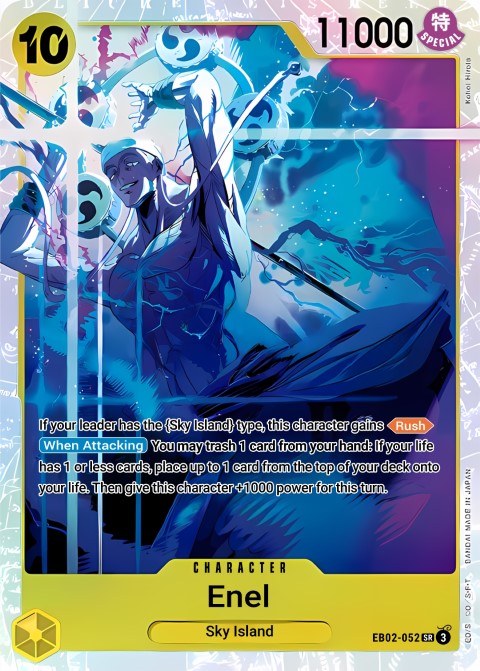 10
11000
特
SPECIAL
Kohei Hirota
If your leader has the {Sky Island} type, this character gains Rush
When Attacking You may trash 1 card from your hand: If your life
has 1 or less cards, place up to 1 card from the top of your deck onto
your life. Then give this character +1000 power for this turn.
©E.O./S. ©O./S.·F·T. BANDAI MADE IN JAPAN
CHARACTER
Enel
Sky Island
EB02-052 SR 3